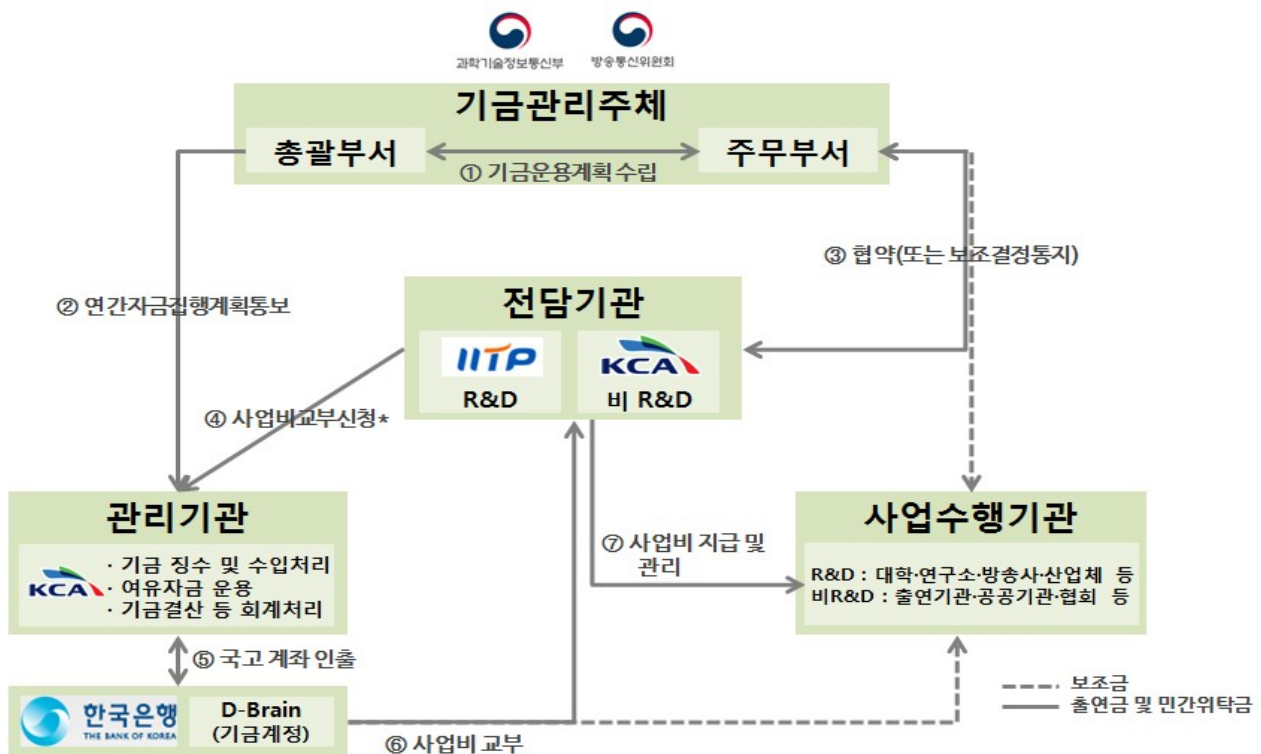 과학기술정보통신부 방송통신위원회
기금관리주체
총괄부서 주무부서
① 기금운용계획 수립
③ 협약(또는 보조결정통지)
② 연간자금집행계획통보
전담기관
IITP KCA
R&D 비 R&D
④ 사업비교부신청*
관리기관
KCA
· 기금 징수 및 수입처리
· 여유자금 운용
· 기금결산 등 회계처리
⑦ 사업비 지급 및
관리
사업수행기관
R&D : 대학·연구소·방송사·산업체 등
비R&D : 출연기관·공공기관·협회 등
⑤ 국고 계좌 인출
한국은행
THE BANK OF KOREA
D-Brain
(기금계정)
⑥ 사업비 교부
보조금
출연금 및 민간위탁금